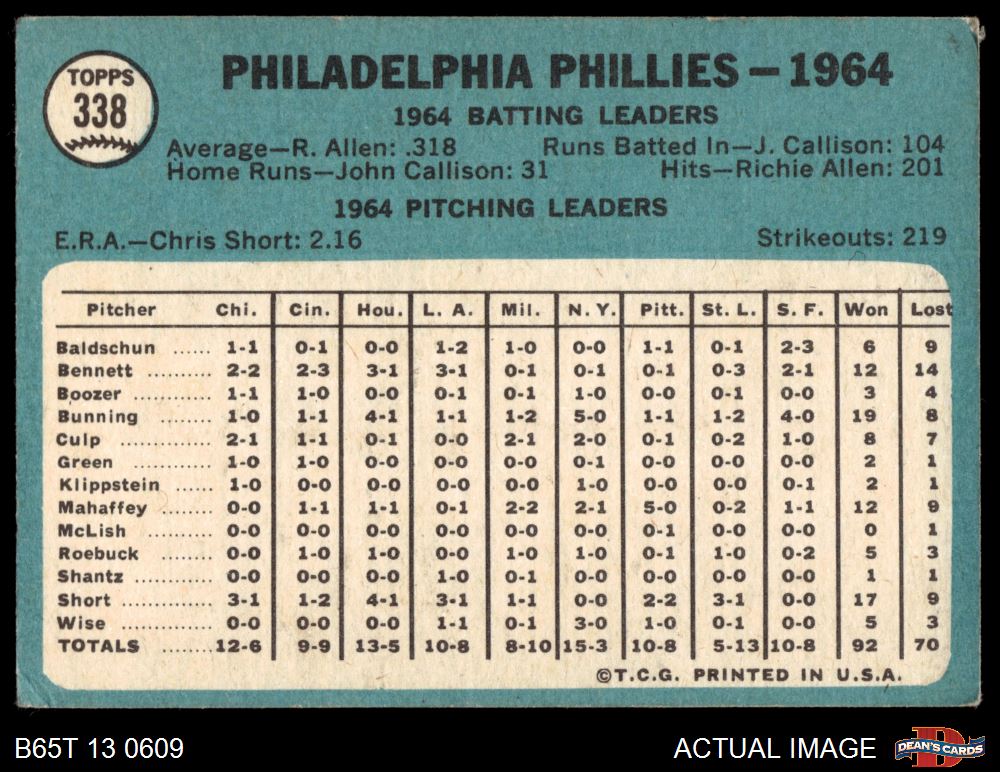 TOPPS
338
PHILADELPHIA PHILLIES – 1964
1964 BATTING LEADERS
Average—R. Allen: .318 Runs Batted In—J. Callison: 104
Home Runs—John Callison: 31 Hits—Richie Allen: 201
1964 PITCHING LEADERS
E.R.A.—Chris Short: 2.16 Strikeouts: 219
Pitcher Chi. Cin. Hou. L. A. Mil. N. Y. Pitt. St. L. S. F. Won Lost
Baldschun ...... 1-1 0-1 0-0 1-2 1-0 0-0 1-1 0-1 2-3 6 9
Bennett .......... 2-2 2-3 3-1 3-1 0-1 0-1 0-1 0-3 2-1 12 14
Boozer ............ 1-1 1-0 0-0 0-1 0-1 1-0 0-0 0-1 0-0 3 4
Bunning .......... 1-0 1-1 4-1 1-1 1-2 5-0 1-1 1-2 4-0 19 8
Culp .............. 2-1 1-1 0-1 0-0 2-1 2-0 0-1 0-2 1-0 8 7
Green ............ 1-0 1-0 0-0 0-0 0-0 0-1 0-0 0-0 0-0 2 1
Klippstein ...... 1-0 0-0 0-0 0-0 0-0 1-0 0-0 0-0 0-1 2 1
Mahaffey ........ 0-0 1-1 1-1 0-1 2-2 2-1 5-0 0-2 1-1 12 9
McLish ............ 0-0 0-0 0-0 0-0 0-0 0-0 0-1 0-0 0-0 0 1
Roebuck ........ 0-0 1-0 1-0 0-0 1-0 1-0 0-1 1-0 0-2 5 3
Shantz ............ 0-0 0-0 0-0 1-0 0-1 0-0 0-0 0-0 0-0 1 1
Short .............. 3-1 1-2 4-1 3-1 1-1 0-0 2-2 3-1 0-0 17 9
Wise .............. 0-0 0-0 0-0 1-1 0-1 3-0 1-0 0-1 0-0 5 3
TOTALS ........ 12-6 9-9 13-5 10-8 8-10 15-3 10-8 5-13 10-8 92 70
©T.C.G. PRINTED IN U.S.A.
B65T 13 0609 ACTUAL IMAGE
D
DEAN'S CARDS